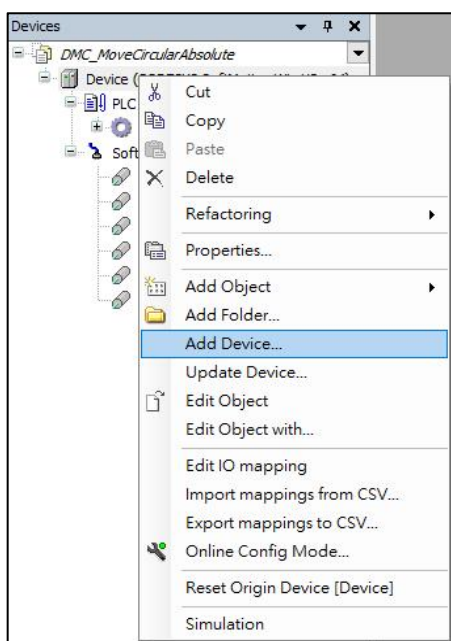 Devices
DMC_MoveCircularAbsolute
Device
PLC
Soft
Cut
Copy
Paste
Delete
Refactoring
Properties...
Add Object
Add Folder...
Add Device...
Update Device...
Edit Object
Edit Object with...
Edit IO mapping
Import mappings from CSV...
Export mappings to CSV...
Online Config Mode...
Reset Origin Device [Device]
Simulation